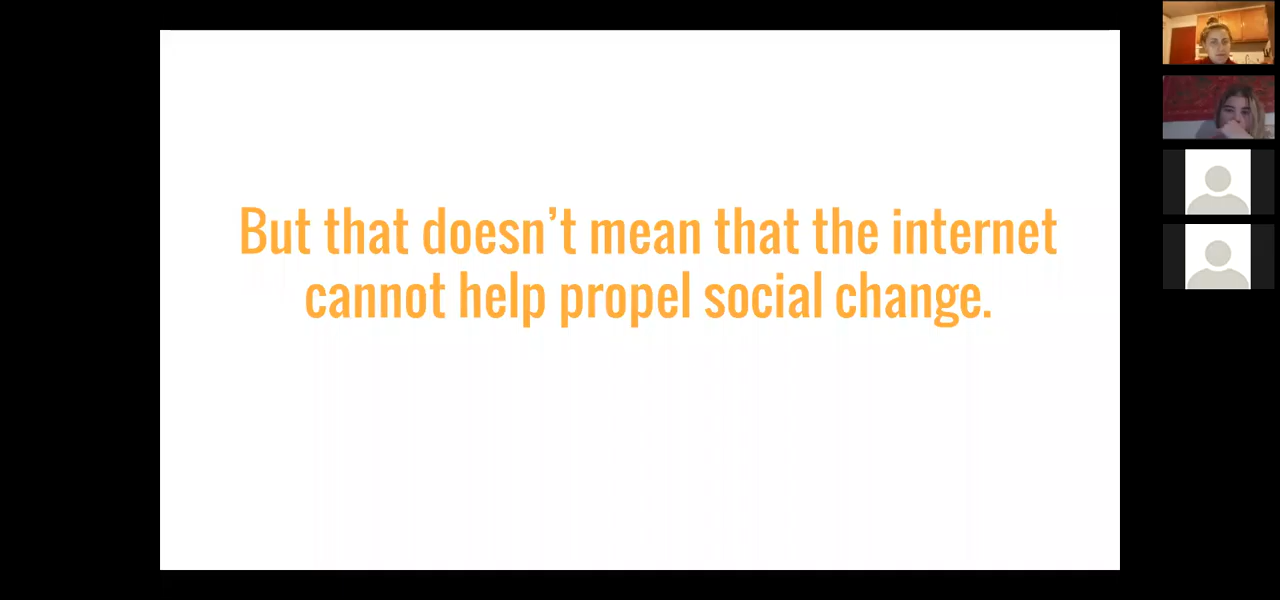 But that doesn’t mean that the internet
cannot help propel social change.